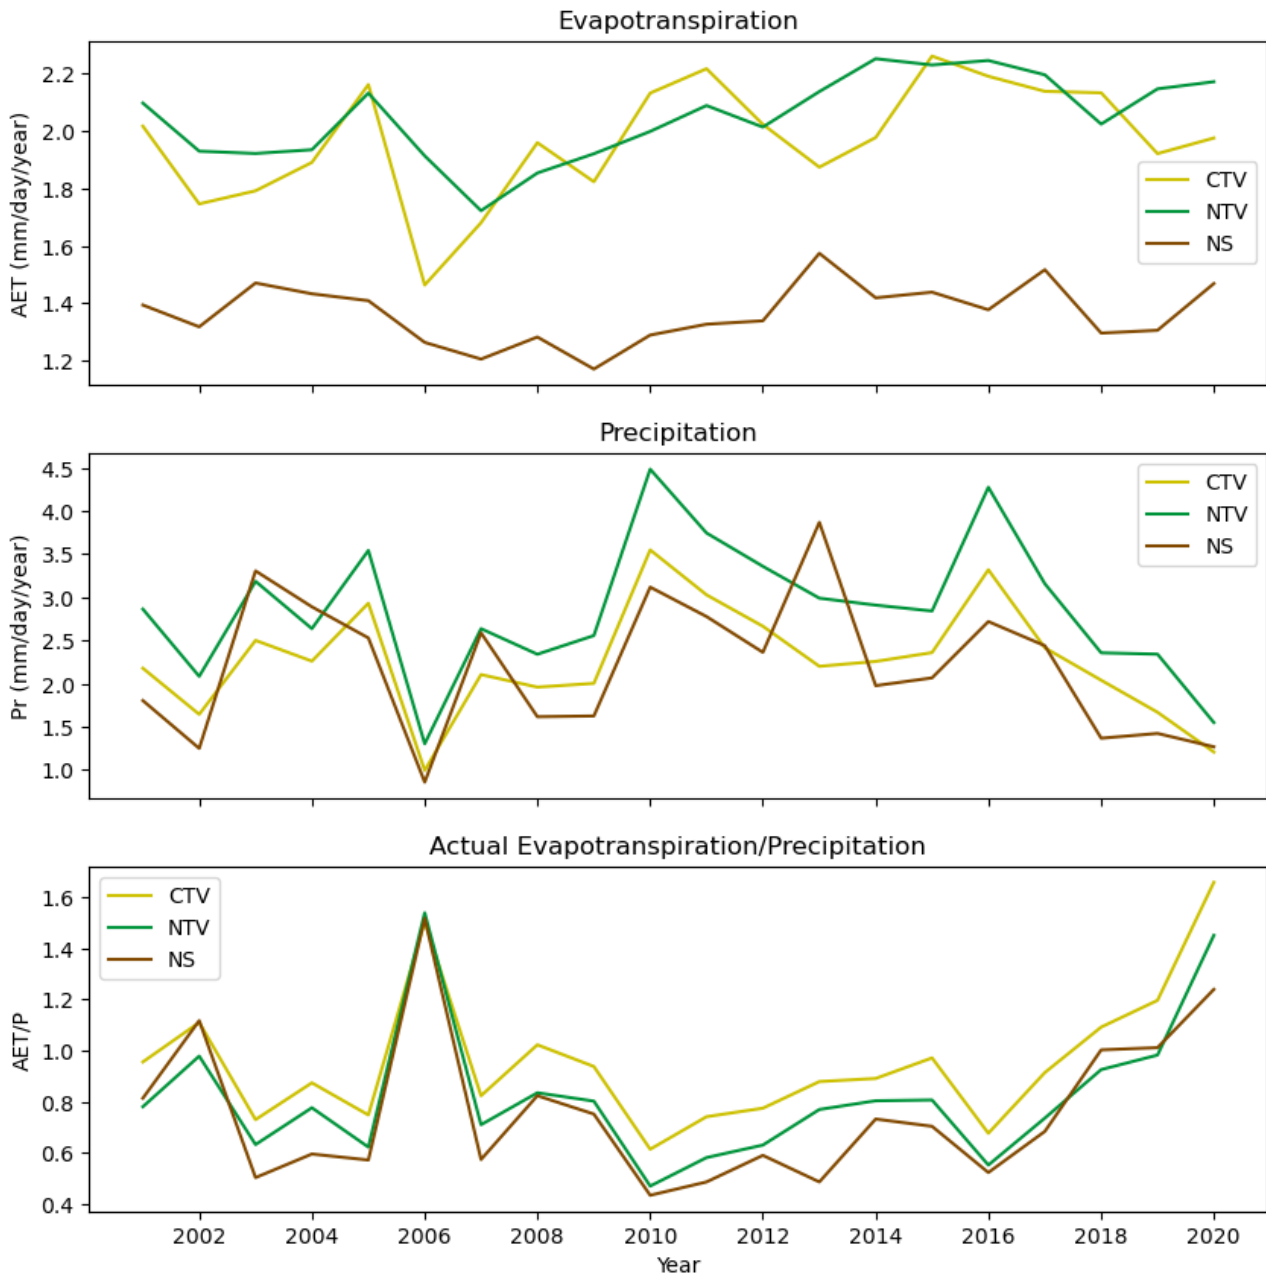 Evapotranspiration
AET (mm/day/year)
2.2
2.0
1.8
1.6
1.4
1.2
CTV
NTV
NS
Precipitation
Pr (mm/day/year)
4.5
4.0
3.5
3.0
2.5
2.0
1.5
1.0
CTV
NTV
NS
Actual Evapotranspiration/Precipitation
AET/P
1.6
1.4
1.2
1.0
0.8
0.6
0.4
CTV
NTV
NS
2002 2004 2006 2008 2010 2012 2014 2016 2018 2020
Year